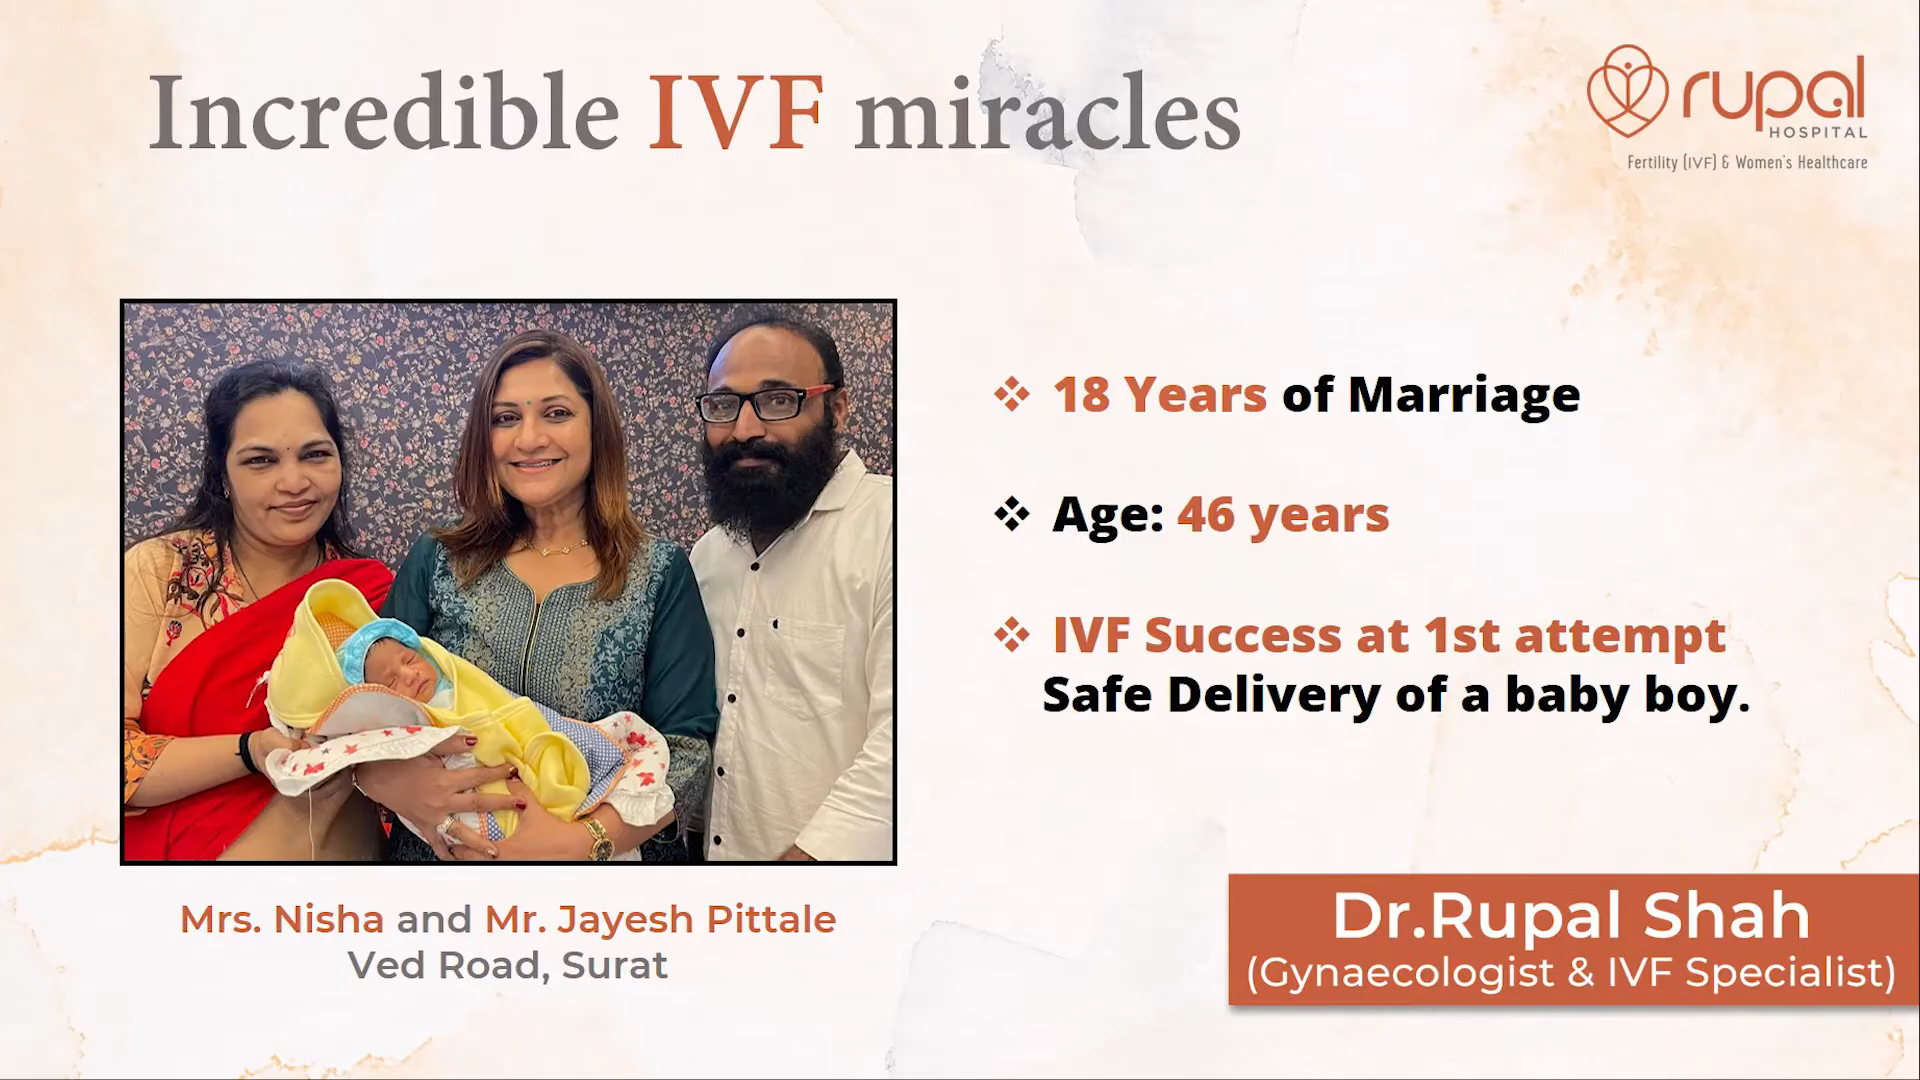 Incredible IVF miracles
rupal
HOSPITAL
Fertility (IVF) & Women's Healthcare
18 Years of Marriage
Age: 46 years
IVF Success at 1st attempt
Safe Delivery of a baby boy.
Mrs. Nisha and Mr. Jayesh Pittale
Ved Road, Surat
Dr.Rupal Shah
(Gynaecologist & IVF Specialist)